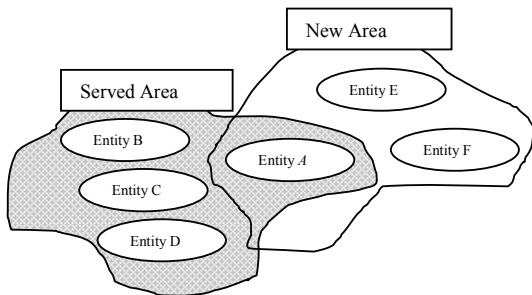 New Area
Served Area
Entity E
Entity B
Entity A
Entity F
Entity C
Entity D